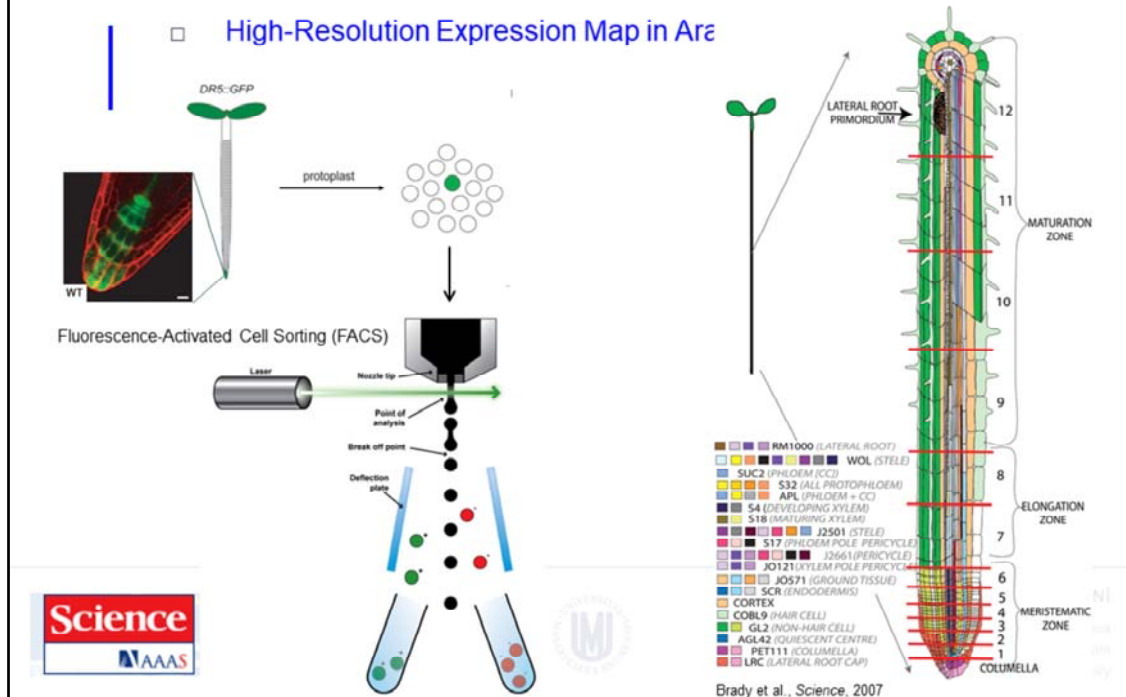 High-Resolution Expression Map in Ara
DR5::GFP
protoplast
WT
Fluorescence-Activated Cell Sorting (FACS)
Laser
Nozzle tip
Point of
analysis
Break off point
Deflection
plate
Science
AAAS
LATERAL ROOT
PRIMORDIUM
12
11
10
9
8
7
6
5
4
3
2
1
MATURATION
ZONE
ELONGATION
ZONE
MERISTEMATIC
ZONE
COLUMELLA
RM1000 (LATERAL ROOT)
WOL (STELE)
SUC2 (PHLOEM [CC])
S32 (ALL PROTOPHLOEM)
APL (PHLOEM + CC)
S4 (DEVELOPING XYLEM)
S18 (MATURING XYLEM)
J2501 (STELE)
S17 (PHLOEM POLE PERICYCLE)
J2661 (PERICYCLE)
JO121 (XYLEM POLE PERICYCLE)
JO571 (GROUND TISSUE)
SCR (ENDODERMIS)
CORTEX
COBL9 (HAIR CELL)
GL2 (NON-HAIR CELL)
AGL42 (QUIESCENT CENTRE)
PET111 (COLUMELLA)
LRC (LATERAL ROOT CAP)
Brady et al., Science, 2007